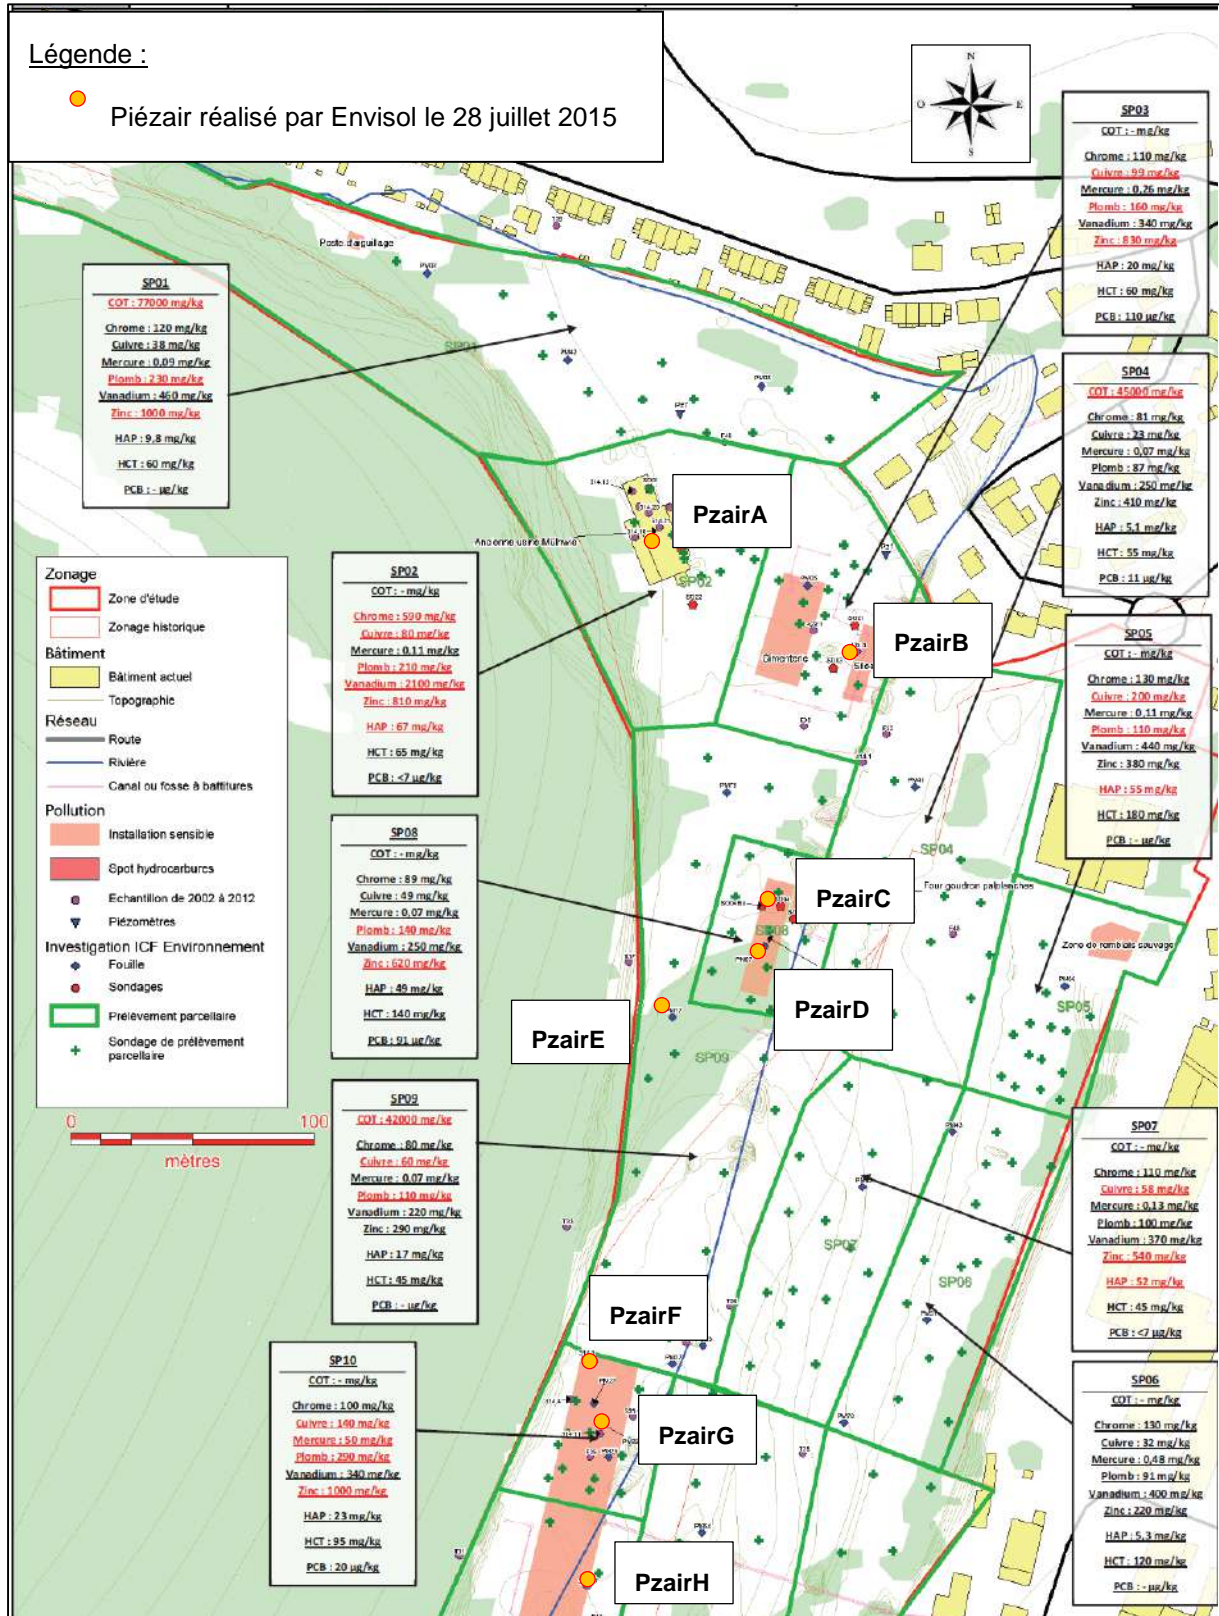 Légende :
Piézair réalisé par Envisol le 28 juillet 2015
N
O
E
S
SP03
COT : - mg/kg
Chrome : 110 mg/kg
Cuivre : 99 mg/kg
Mercure : 0,26 mg/kg
Plomb : 160 mg/kg
Vanadium : 340 mg/kg
Zinc : 830 mg/kg
HAP : 20 mg/kg
HCT : 60 mg/kg
PCB : 110 µg/kg
Poste d'aiguillage
SP01
COT : 77000 mg/kg
Chrome : 120 mg/kg
Cuivre : 38 mg/kg
Mercure : 0,09 mg/kg
Plomb : 230 mg/kg
Vanadium : 460 mg/kg
Zinc : 1000 mg/kg
HAP : 9,8 mg/kg
HCT : 60 mg/kg
PCB : - µg/kg
SP01
SP04
COT : 45000 mg/kg
Chrome : 81 mg/kg
Cuivre : 23 mg/kg
Mercure : 0,07 mg/kg
Plomb : 87 mg/kg
Vanadium : 250 mg/kg
Zinc : 410 mg/kg
HAP : 5,1 mg/kg
HCT : 55 mg/kg
PCB : 11 µg/kg
PzairA
SP02
SP02
COT : - mg/kg
Chrome : 590 mg/kg
Cuivre : 80 mg/kg
Mercure : 0,11 mg/kg
Plomb : 210 mg/kg
Vanadium : 2100 mg/kg
Zinc : 810 mg/kg
HAP : 67 mg/kg
HCT : 65 mg/kg
PCB : <7 µg/kg
PzairB
Cimenterie
SP05
COT : - mg/kg
Chrome : 130 mg/kg
Cuivre : 200 mg/kg
Mercure : 0,11 mg/kg
Plomb : 110 mg/kg
Vanadium : 440 mg/kg
Zinc : 380 mg/kg
HAP : 55 mg/kg
HCT : 180 mg/kg
PCB : - µg/kg
Zonage
Zone d'étude
Zonage historique
Bâtiment
Bâtiment actuel
Topographie
Réseau
Route
Rivière
Canal ou fosse à battitures
Pollution
Installation sensible
Spot hydrocarbures
Echantillon de 2002 à 2012
Piézomètres
Investigation ICF Environnement
Fouille
Sondages
Prélèvement parcellaire
Sondage de prélèvement
parcellaire
0
100
mètres
SP08
COT : - mg/kg
Chrome : 89 mg/kg
Cuivre : 49 mg/kg
Mercure : 0,07 mg/kg
Plomb : 140 mg/kg
Vanadium : 250 mg/kg
Zinc : 620 mg/kg
HAP : 49 mg/kg
HCT : 140 mg/kg
PCB : 91 µg/kg
SP04
PzairC
Four goudron palplanches
SP08
Zone de remblais sauvage
PzairD
SP05
PzairE
SP09
SP09
COT : 42000 mg/kg
Chrome : 80 mg/kg
Cuivre : 60 mg/kg
Mercure : 0,07 mg/kg
Plomb : 110 mg/kg
Vanadium : 220 mg/kg
Zinc : 290 mg/kg
HAP : 17 mg/kg
HCT : 45 mg/kg
PCB : - µg/kg
SP07
COT : - mg/kg
Chrome : 110 mg/kg
Cuivre : 58 mg/kg
Mercure : 0,13 mg/kg
Plomb : 100 mg/kg
Vanadium : 370 mg/kg
Zinc : 540 mg/kg
HAP : 52 mg/kg
HCT : 45 mg/kg
PCB : <7 µg/kg
SP07
SP06
PzairF
SP10
COT : - mg/kg
Chrome : 100 mg/kg
Cuivre : 140 mg/kg
Mercure : 50 mg/kg
Plomb : 290 mg/kg
Vanadium : 340 mg/kg
Zinc : 1000 mg/kg
HAP : 23 mg/kg
HCT : 95 mg/kg
PCB : 20 µg/kg
SP06
COT : - mg/kg
Chrome : 130 mg/kg
Cuivre : 32 mg/kg
Mercure : 0,48 mg/kg
Plomb : 91 mg/kg
Vanadium : 400 mg/kg
Zinc : 220 mg/kg
HAP : 5,3 mg/kg
HCT : 120 mg/kg
PCB : - µg/kg
PzairG
PzairH